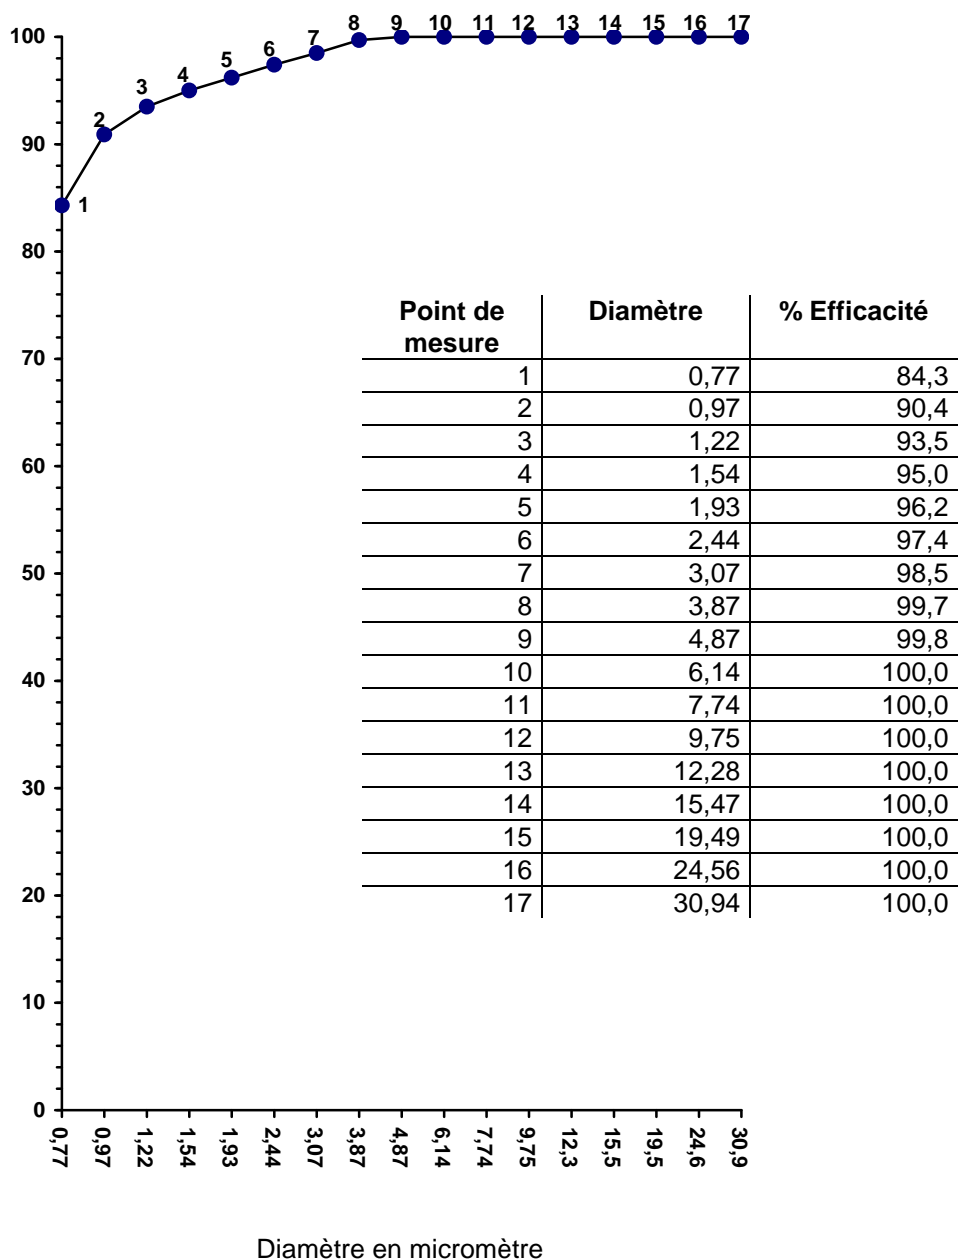 1 2 3 4 5 6 7 8 9 10 11 12 13 14 15 16 17
100
90
80
70
60
50
40
30
20
10
0
Point de mesure Diamètre % Efficacité
1 0,77 84,3
2 0,97 90,4
3 1,22 93,5
4 1,54 95,0
5 1,93 96,2
6 2,44 97,4
7 3,07 98,5
8 3,87 99,7
9 4,87 99,8
10 6,14 100,0
11 7,74 100,0
12 9,75 100,0
13 12,28 100,0
14 15,47 100,0
15 19,49 100,0
16 24,56 100,0
17 30,94 100,0
0,77 0,97 1,22 1,54 1,93 2,44 3,07 3,87 4,87 6,14 7,74 9,75 12,3 15,5 19,5 24,6 30,9
Diamètre en micromètre